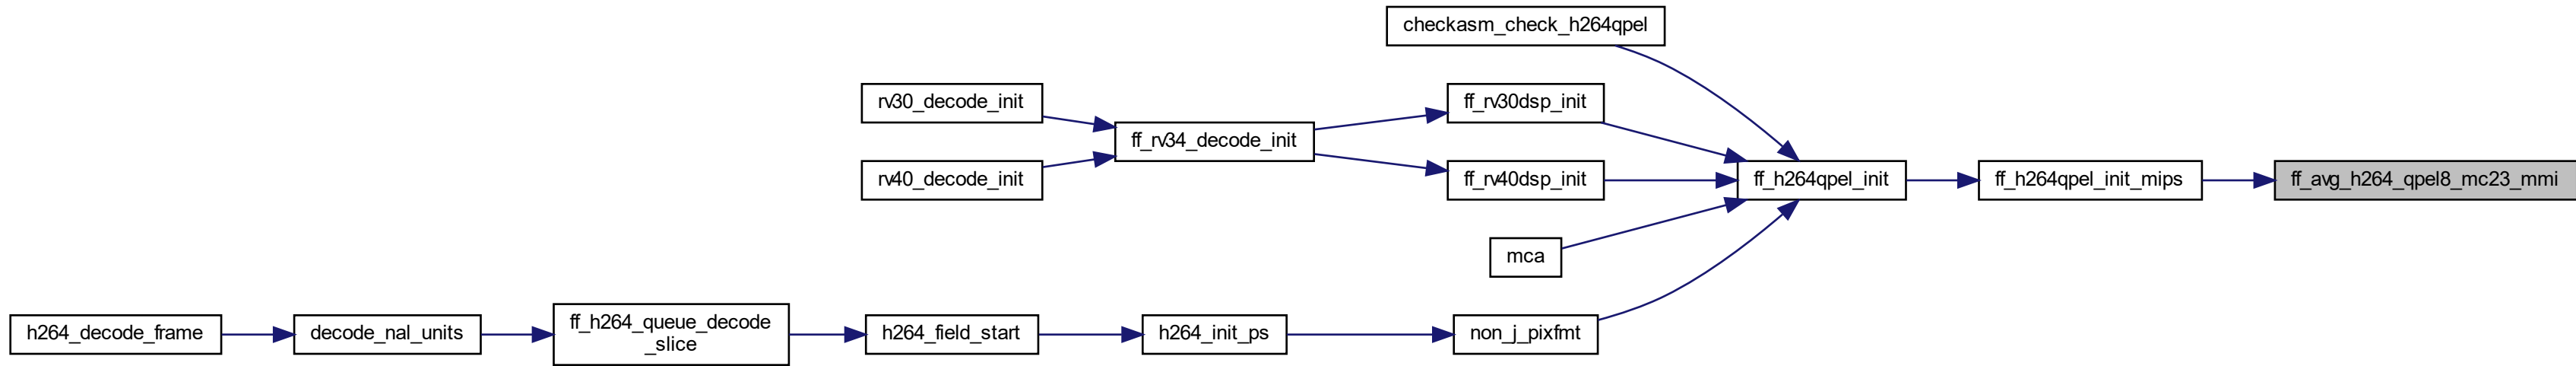 checkasm_check_h264qpel
rv30_decode_init
ff_rv30dsp_init
ff_rv34_decode_init
rv40_decode_init
ff_rv40dsp_init
ff_h264qpel_init
ff_h264qpel_init_mips
ff_avg_h264_qpel8_mc23_mmi
mca
h264_decode_frame
decode_nal_units
ff_h264_queue_decode
_slice
h264_field_start
h264_init_ps
non_j_pixfmt